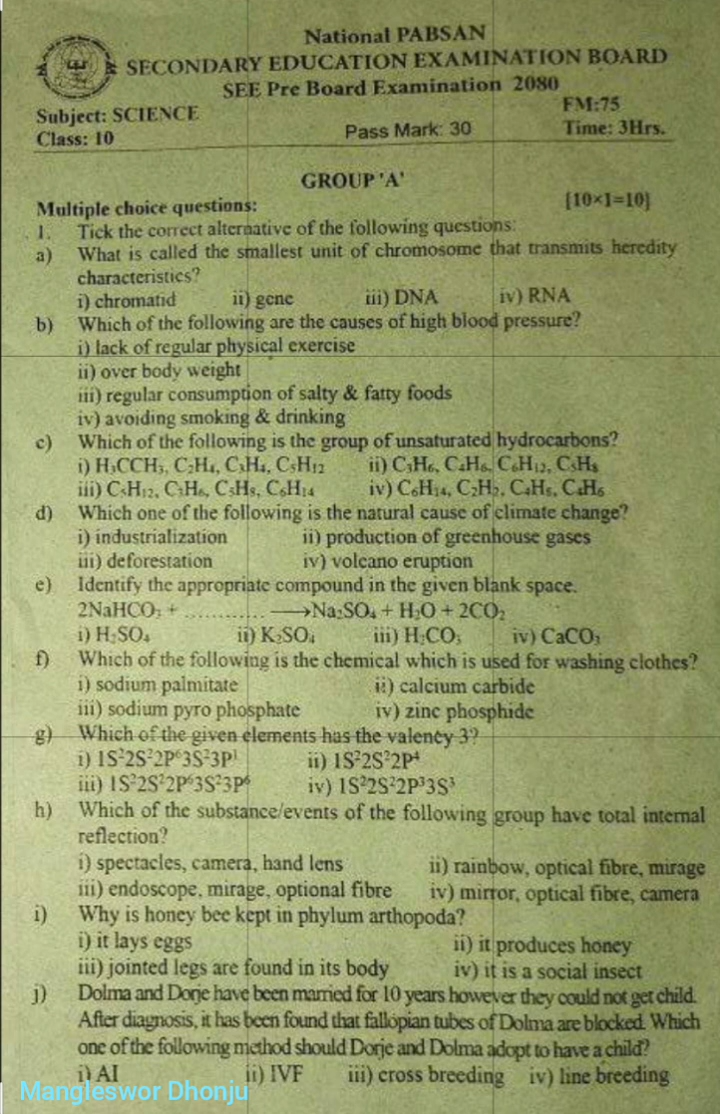 National PABSAN
SECONDARY EDUCATION EXAMINATION BOARD
SEE Pre Board Examination 2080
Subject: SCIENCE FM:75
Class: 10 Pass Mark: 30 Time: 3Hrs.
GROUP 'A'
Multiple choice questions: [10×1=10]
1. Tick the correct alternative of the following questions:
a) What is called the smallest unit of chromosome that transmits heredity
characteristics?
i) chromatid ii) gene iii) DNA iv) RNA
b) Which of the following are the causes of high blood pressure?
i) lack of regular physical exercise
ii) over body weight
iii) regular consumption of salty & fatty foods
iv) avoiding smoking & drinking
c) Which of the following is the group of unsaturated hydrocarbons?
i) H₃CCH₃, C₂H₄, C₃H₄, C₅H₁₂ ii) C₃H₆, C₄H₆, C₆H₁₂, C₅H₈
iii) C₅H₁₂, C₃H₆, C₅H₈, C₆H₁₄ iv) C₆H₁₄, C₂H₂, C₄H₈, C₄H₆
d) Which one of the following is the natural cause of climate change?
i) industrialization ii) production of greenhouse gases
iii) deforestation iv) volcano eruption
e) Identify the appropriate compound in the given blank space.
2NaHCO₃ + ............ ⟶Na₂SO₄ + H₂O + 2CO₂
i) H₂SO₄ ii) K₂SO₄ iii) H₂CO₃ iv) CaCO₃
f) Which of the following is the chemical which is used for washing clothes?
i) sodium palmitate ii) calcium carbide
iii) sodium pyro phosphate iv) zinc phosphide
g) Which of the given elements has the valency 3?
i) 1S²2S²2P⁶3S²3P¹ ii) 1S²2S²2P⁴
iii) 1S²2S²2P⁶3S²3P⁶ iv) 1S²2S²2P³3S³
h) Which of the substance/events of the following group have total internal
reflection?
i) spectacles, camera, hand lens ii) rainbow, optical fibre, mirage
iii) endoscope, mirage, optional fibre iv) mirror, optical fibre, camera
i) Why is honey bee kept in phylum arthopoda?
i) it lays eggs ii) it produces honey
iii) jointed legs are found in its body iv) it is a social insect
j) Dolma and Dorje have been married for 10 years however they could not get child.
After diagnosis, it has been found that fallopian tubes of Dolma are blocked. Which
one of the following method should Dorje and Dolma adopt to have a child?
i) AI ii) IVF iii) cross breeding iv) line breeding
Mangleswor Dhonju